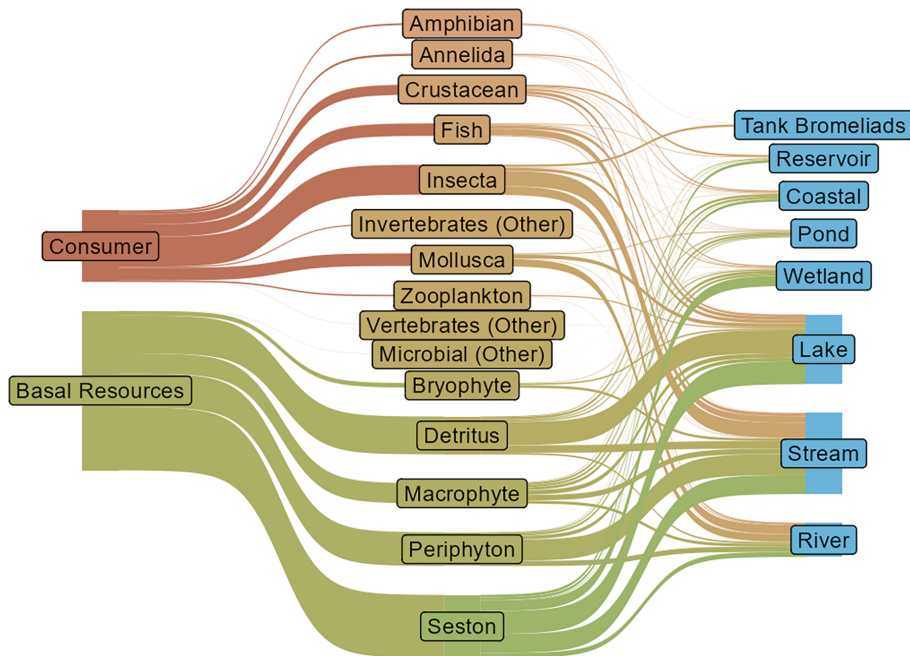 Consumer
Basal Resources
Amphibian
Annelida
Crustacean
Fish
Insecta
Invertebrates (Other)
Mollusca
Zooplankton
Vertebrates (Other)
Microbial (Other)
Bryophyte
Detritus
Macrophyte
Periphyton
Seston
Tank Bromeliads
Reservoir
Coastal
Pond
Wetland
Lake
Stream
River